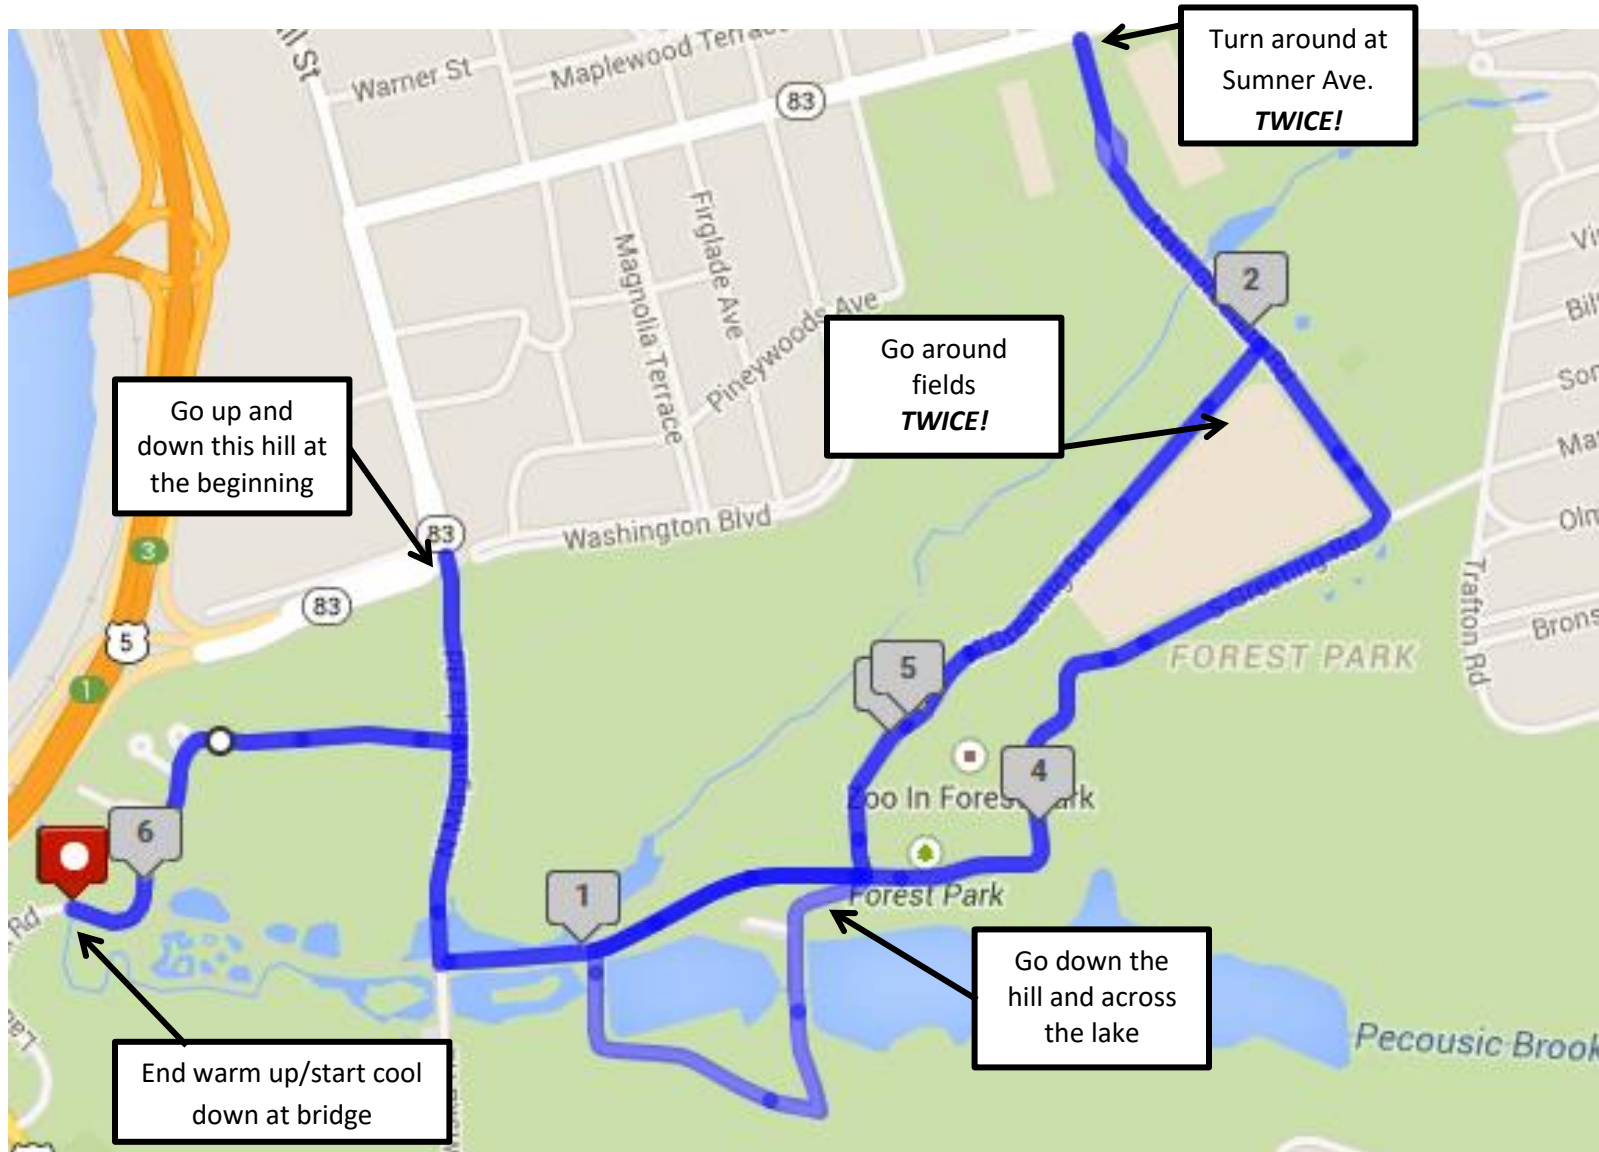 Turn around at
Sumner Ave.
TWICE!
Warner St
Maplewood Terrace
83
Magnolia Terrace
Firglade Ave
Pineywoods Ave
2
Go around
fields
TWICE!
Go up and
down this hill at
the beginning
83
Washington Blvd
3
83
5
1
S Greeting Rd
FOREST PARK
Trafton Rd
5
4
Zoo In Forest Park
6
1
Forest Park
Rd
Go down the
hill and across
the lake
Pecousic Brook
End warm up/start cool
down at bridge